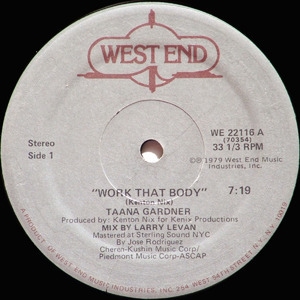 WEST END
WE 22116 A
(70354)
33 1/3 RPM
Stereo
Side 1
Ⓟ©1979 West End Music
Industries, Inc.
"WORK THAT BODY"
(Kenton Nix)
7:19
TAANA GARDNER
Produced by: Kenton Nix for Kenix Productions
MIX BY LARRY LEVAN
Mastered at Sterling Sound NYC
By Jose Rodriguez
Cheren-Kushin Music Corp/
Piedmont Music Corp-ASCAP
A PRODUCT OF WEST END MUSIC INDUSTRIES, INC 254 WEST 54TH STREET, N.Y., N.Y. 10019